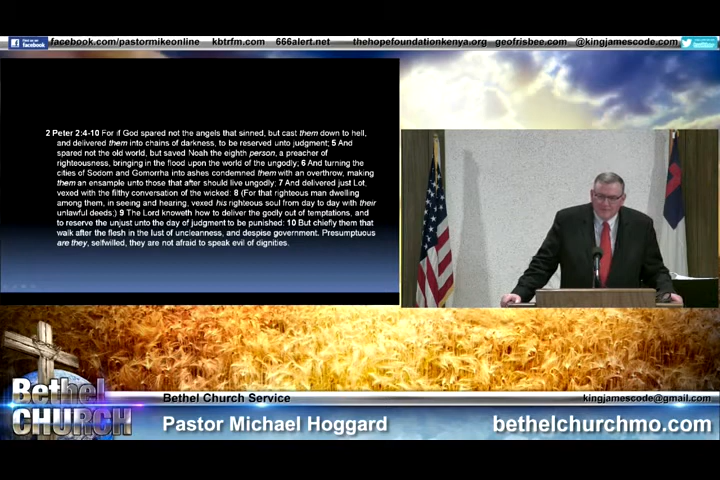 Find us on facebook facebook.com/pastormikeonline kbtrfm.com 666alert.net thehopefoundationkenya.org geofrisbee.com @kingjamescode.com
2 Peter 2:4-10 For if God spared not the angels that sinned, but cast them down to hell,
and delivered them into chains of darkness, to be reserved unto judgment; 5 And
spared not the old world, but saved Noah the eighth person, a preacher of
righteousness, bringing in the flood upon the world of the ungodly; 6 And turning the
cities of Sodom and Gomorrha into ashes condemned them with an overthrow, making
them an ensample unto those that after should live ungodly; 7 And delivered just Lot,
vexed with the filthy conversation of the wicked: 8 (For that righteous man dwelling
among them, in seeing and hearing, vexed his righteous soul from day to day with their
unlawful deeds;) 9 The Lord knoweth how to deliver the godly out of temptations, and
to reserve the unjust unto the day of judgment to be punished: 10 But chiefly them that
walk after the flesh in the lust of uncleanness, and despise government. Presumptuous
are they, selfwilled, they are not afraid to speak evil of dignities.
Bethel
CHURCH
Bethel Church Service
kingjamescode@gmail.com
Pastor Michael Hoggard
bethelchurchmo.com